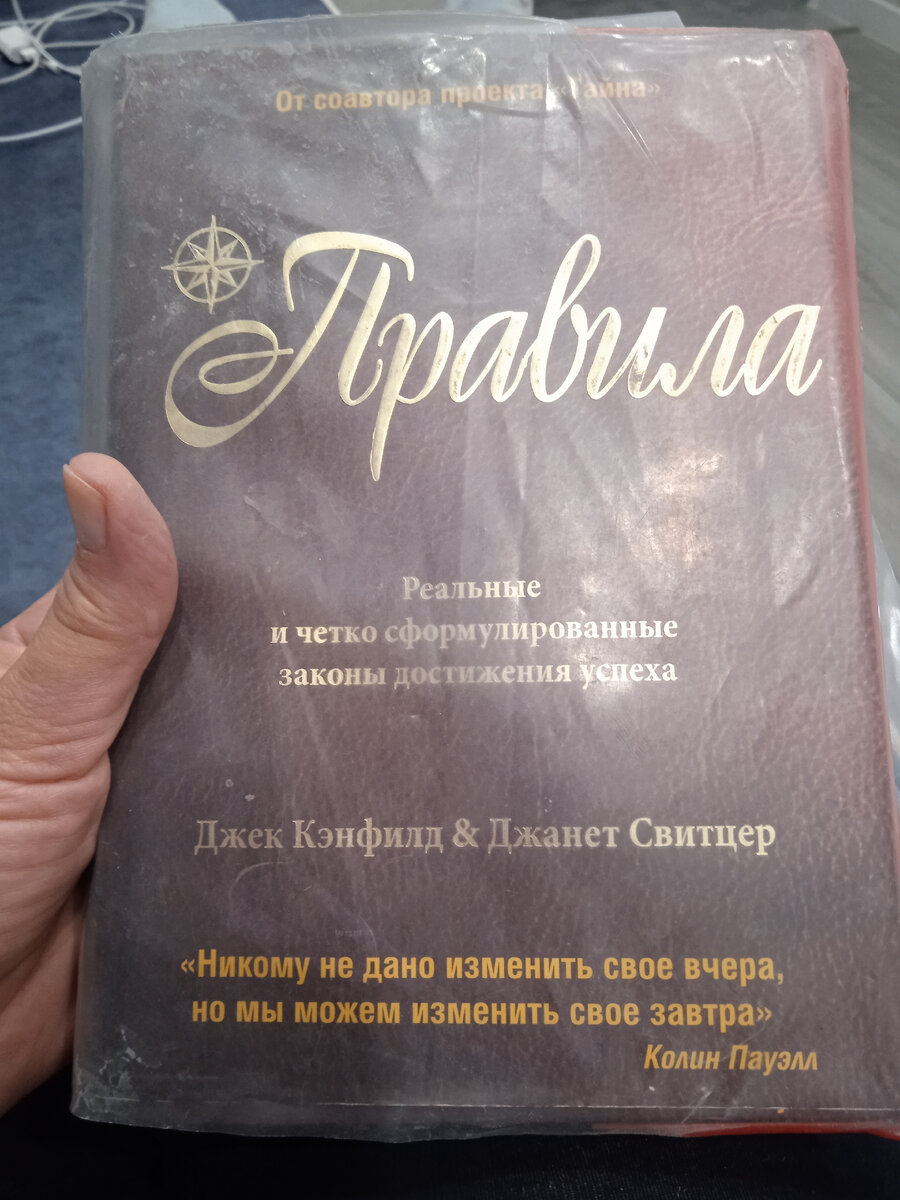 От соавтора проекта «Тайна»
Правила
Реальные
и четко сформулированные
законы достижения успеха
Джек Кэнфилд & Джанет Свитцер
«Никому не дано изменить свое вчера,
но мы можем изменить свое завтра»
Колин Пауэлл